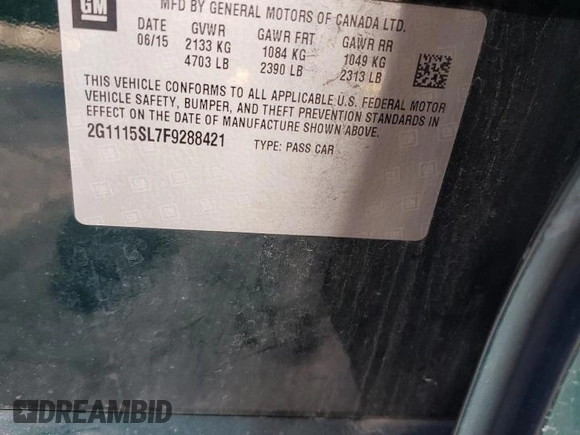 GM
MFD BY GENERAL MOTORS OF CANADA LTD.
DATE GVWR GAWR FRT GAWR RR
06/15 2133 KG 1084 KG 1049 KG
4703 LB 2390 LB 2313 LB
THIS VEHICLE CONFORMS TO ALL APPLICABLE U.S. FEDERAL MOTOR
VEHICLE SAFETY, BUMPER, AND THEFT PREVENTION STANDARDS IN
EFFECT ON THE DATE OF MANUFACTURE SHOWN ABOVE.
2G1115SL7F9288421 TYPE: PASS CAR
DREAMBID